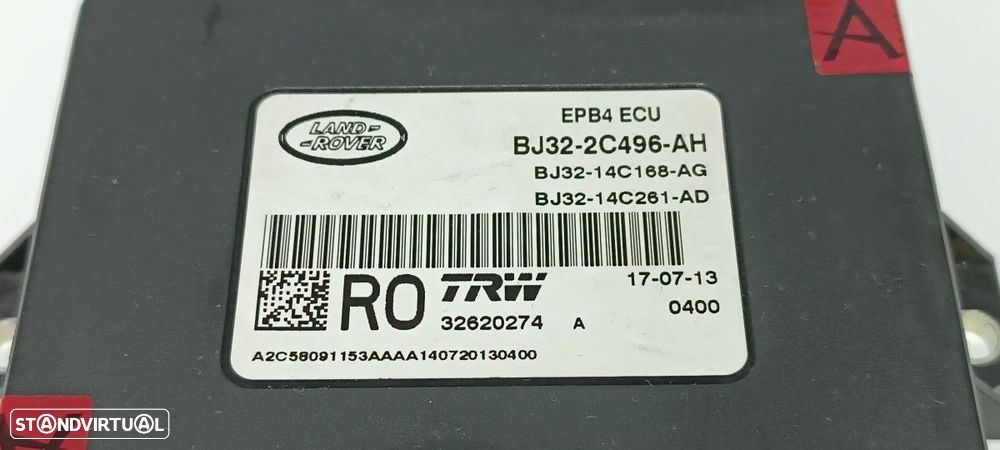 A
LAND-
-ROVER
EPB4 ECU
BJ32-2C496-AH
BJ32-14C168-AG
BJ32-14C261-AD
RO TRW 17-07-13
32620274 A 0400
A2C58091153AAAA140720130400
A
STANDVIRTUAL